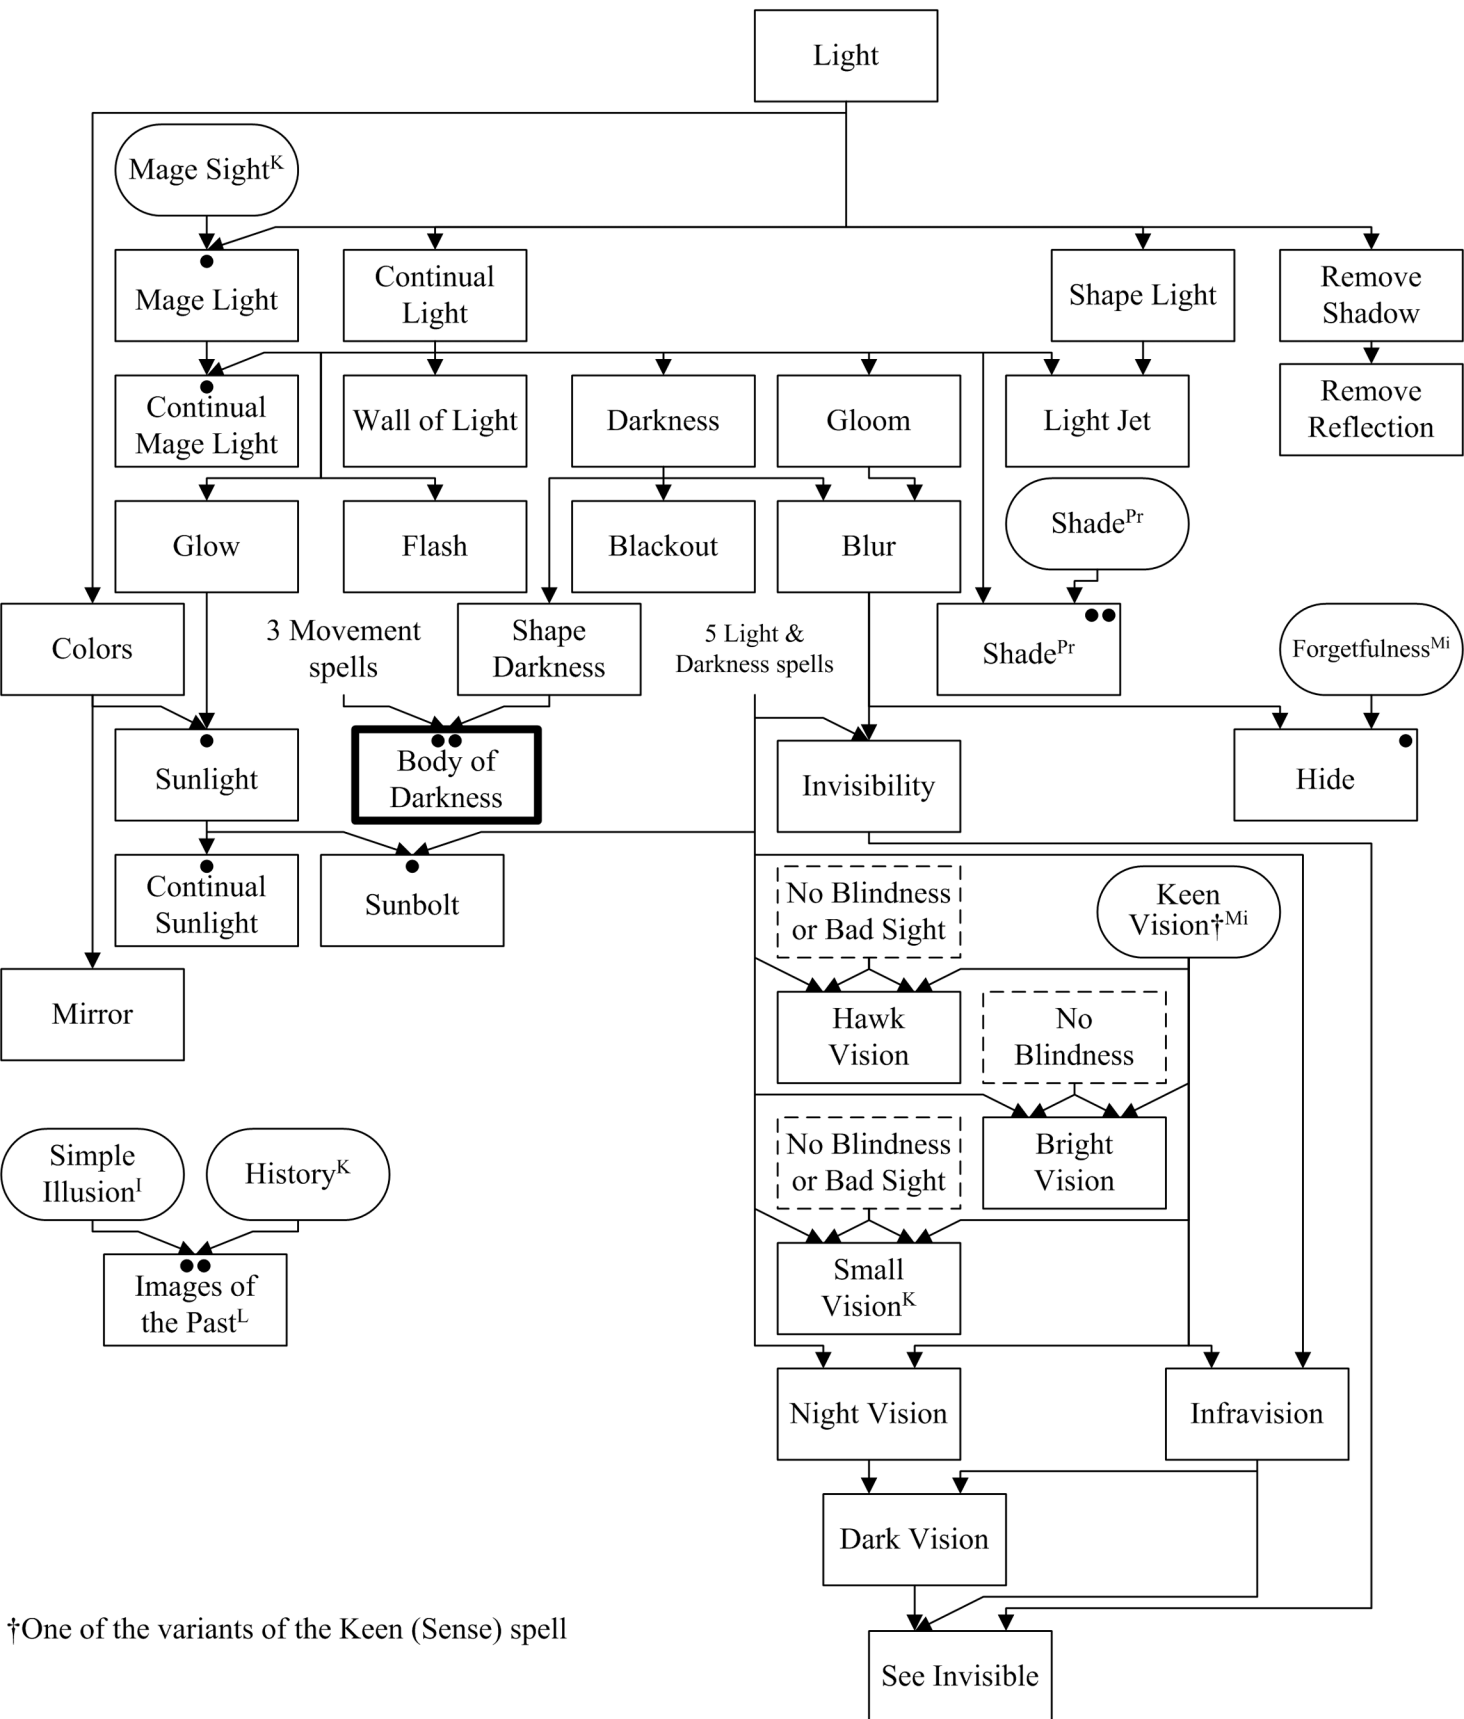 Light
Mage Sight^K
Mage Light
Continual
Light
Shape Light
Remove
Shadow
Continual
Mage Light
Wall of Light
Darkness
Gloom
Light Jet
Remove
Reflection
Glow
Flash
Blackout
Blur
Shade^Pr
Colors
3 Movement
spells
Shape
Darkness
5 Light &
Darkness spells
Shade^Pr
Forgetfulness^Mi
Sunlight
Body of
Darkness
Invisibility
Hide
Continual
Sunlight
Sunbolt
No Blindness
or Bad Sight
Keen
Vision†^Mi
Mirror
Hawk
Vision
No
Blindness
Simple
Illusion^I
History^K
No Blindness
or Bad Sight
Bright
Vision
Images of
the Past^L
Small
Vision^K
Night Vision
Infravision
Dark Vision
†One of the variants of the Keen (Sense) spell
See Invisible